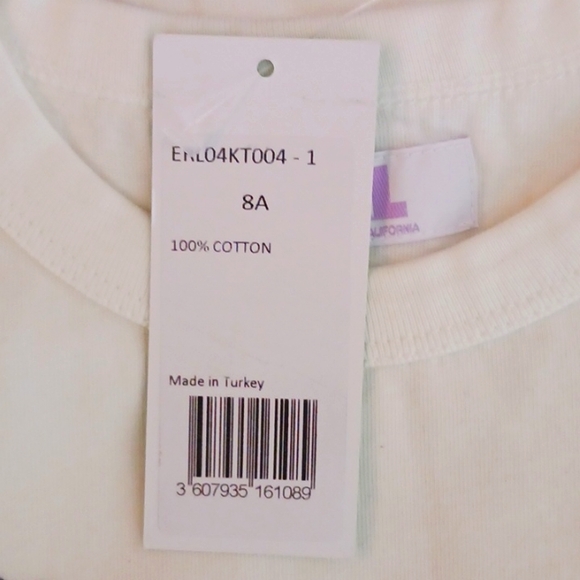 ERL04KT004 - 1
8A
100% COTTON
L
Made in Turkey
3 607935 161089